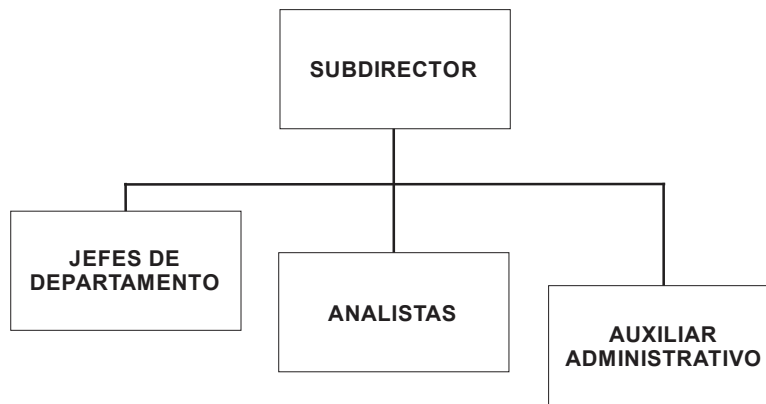 SUBDIRECTOR
JEFES DE
DEPARTAMENTO
ANALISTAS
AUXILIAR
ADMINISTRATIVO